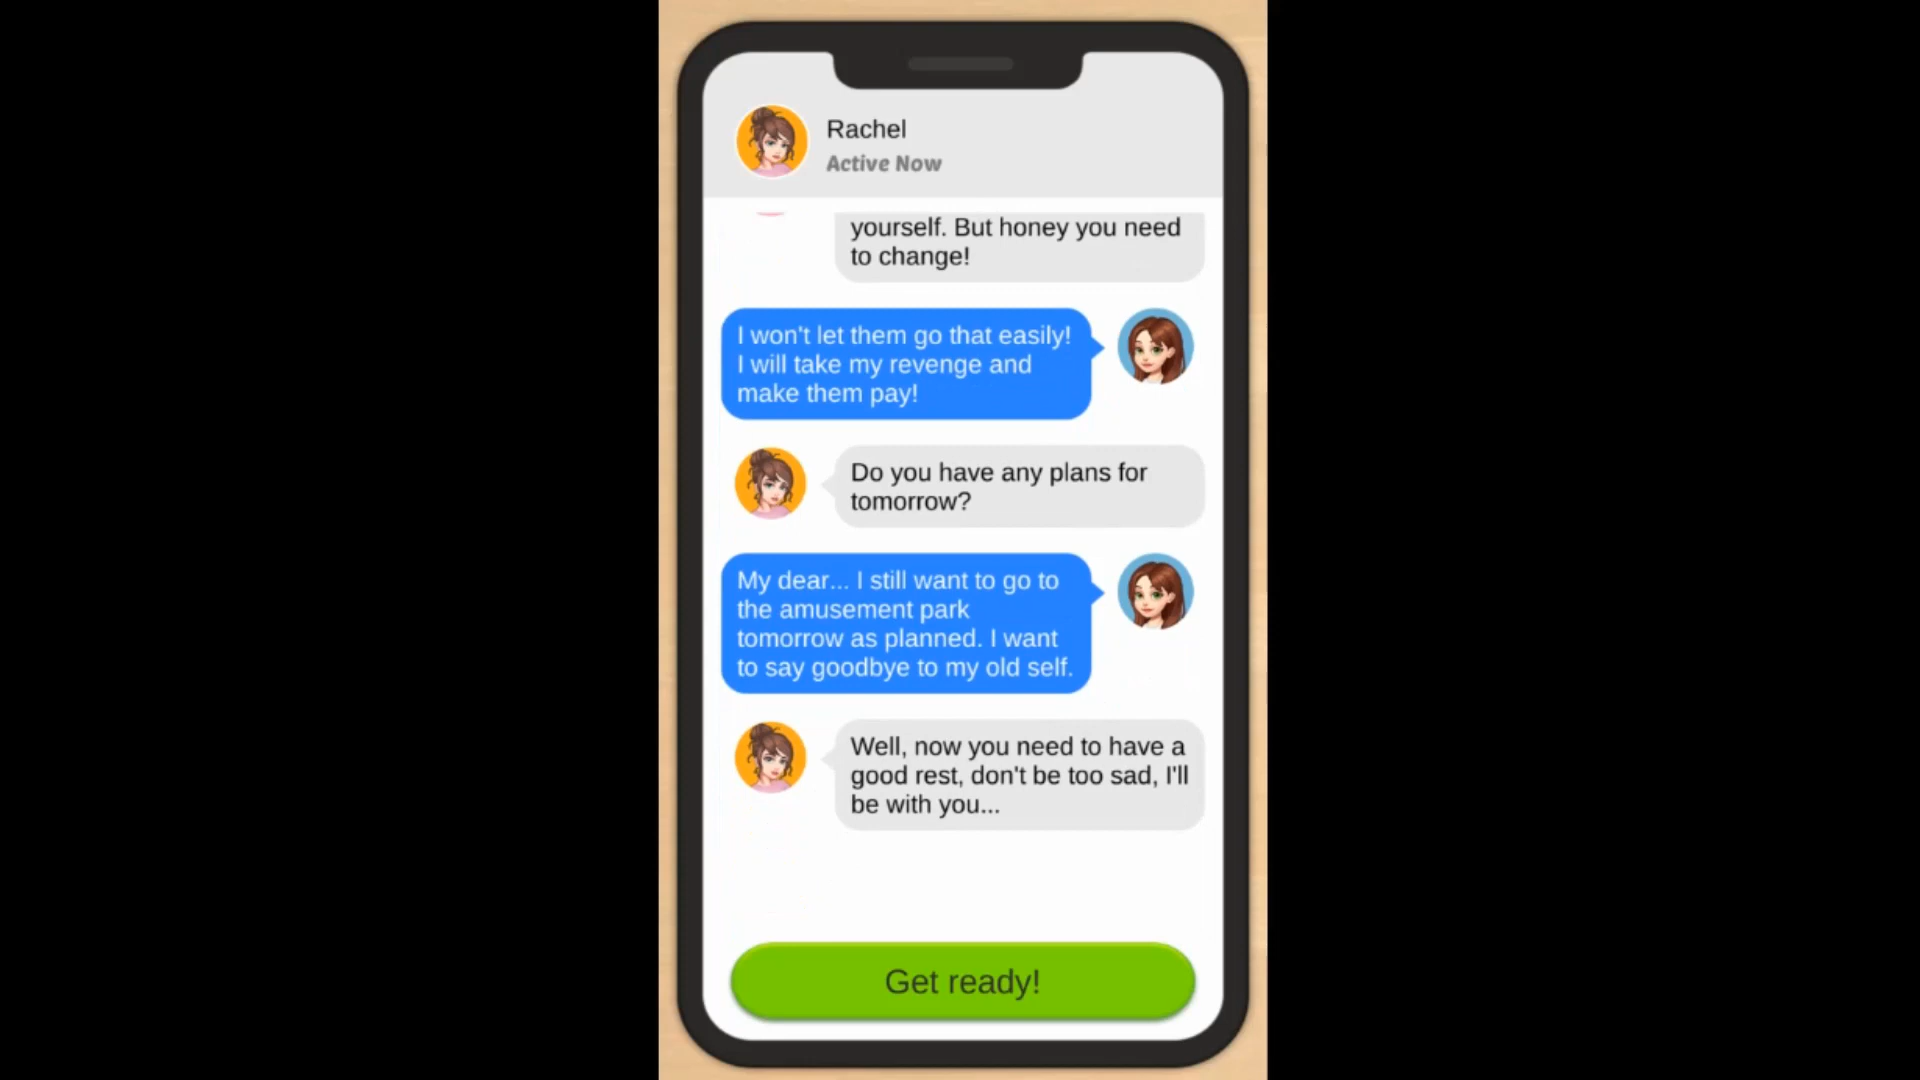 Rachel
Active Now
yourself. But honey you need
to change!
I won't let them go that easily!
I will take my revenge and
make them pay!
Do you have any plans for
tomorrow?
My dear... I still want to go to
the amusement park
tomorrow as planned. I want
to say goodbye to my old self.
Well, now you need to have a
good rest, don't be too sad, I'll
be with you...
Get ready!